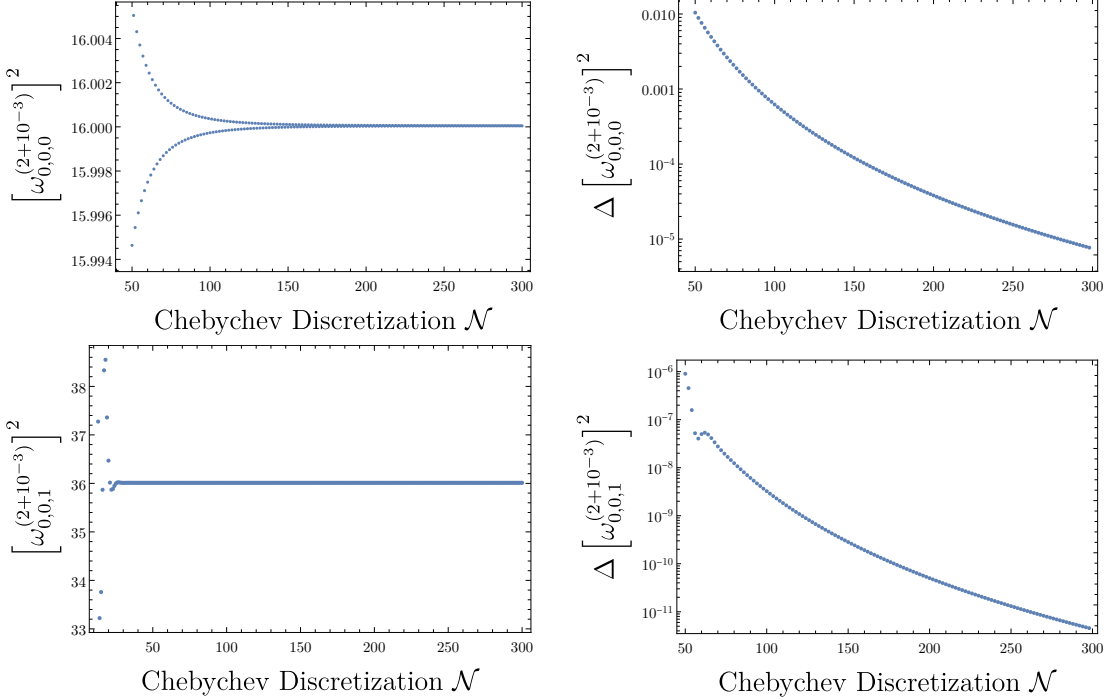 16.004
16.002
16.000
15.998
15.996
15.994
[ω_{0,0,0}^{(2+10^{-3})}]^2
50 100 150 200 250 300
Chebychev Discretization 𝒩
0.010
0.001
10^{-4}
10^{-5}
Δ [ω_{0,0,0}^{(2+10^{-3})}]^2
50 100 150 200 250 300
Chebychev Discretization 𝒩
38
37
36
35
34
33
[ω_{0,0,1}^{(2+10^{-3})}]^2
50 100 150 200 250 300
Chebychev Discretization 𝒩
10^{-6}
10^{-7}
10^{-8}
10^{-9}
10^{-10}
10^{-11}
Δ [ω_{0,0,1}^{(2+10^{-3})}]^2
50 100 150 200 250 300
Chebychev Discretization 𝒩